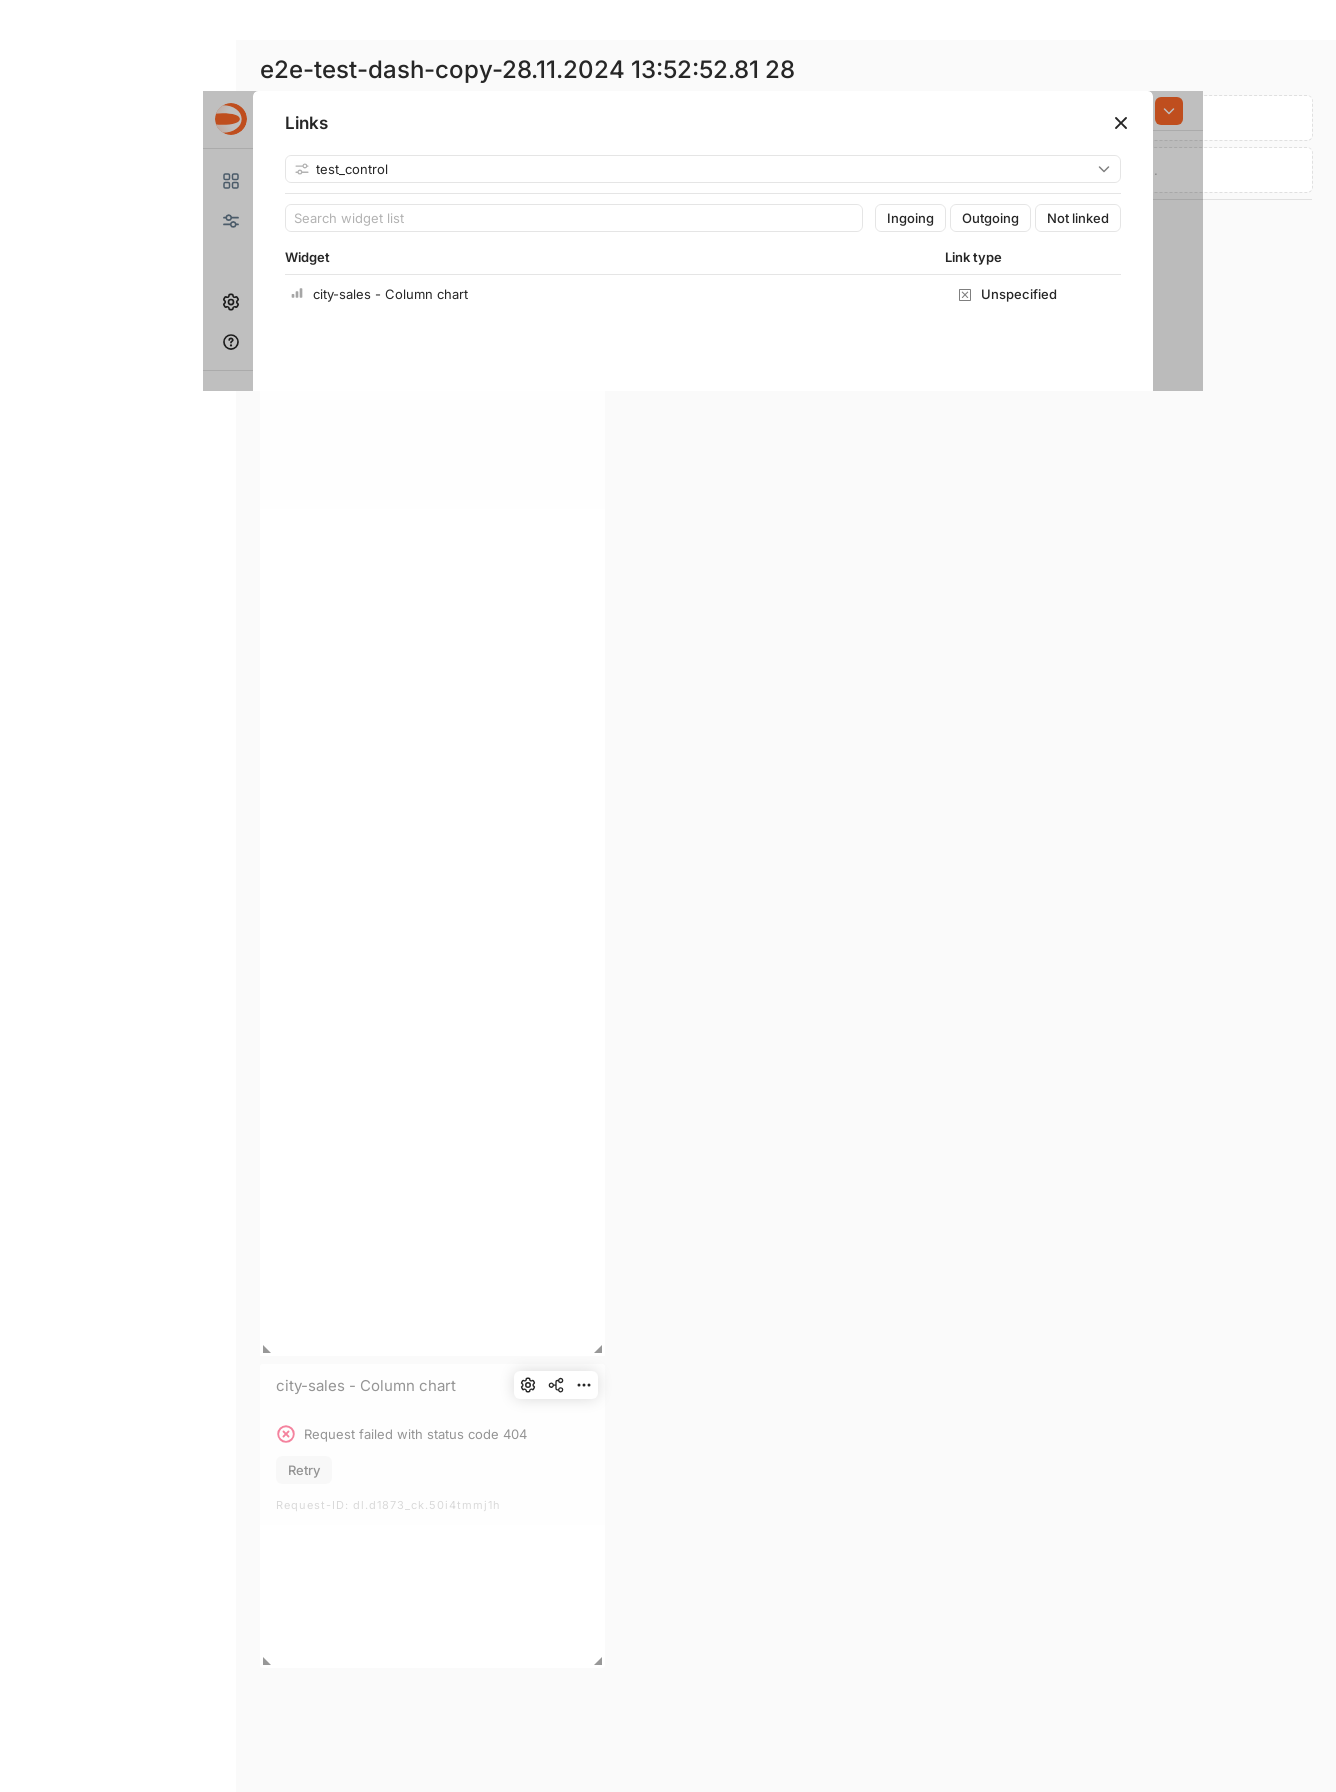 e2e-test-dash-copy-28.11.2024 13:52:52.81 28
Links
test_control
Search widget list
Ingoing
Outgoing
Not linked
Widget
Link type
city-sales - Column chart
Unspecified
city-sales - Column chart
Request failed with status code 404
Retry
Request-ID: dl.d1873_ck.50i4tmmj1h